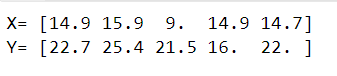 X= [14.9 15.9  9.  14.9 14.7]
Y= [22.7 25.4 21.5 16.  22. ]